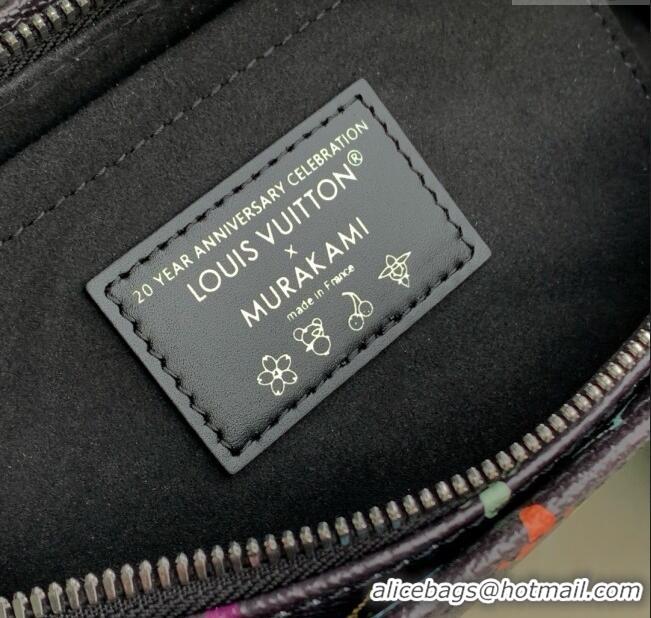 20 YEAR ANNIVERSARY CELEBRATION
LOUIS VUITTON®
x
MURAKAMI
made in France
alicebags@hotmail.com